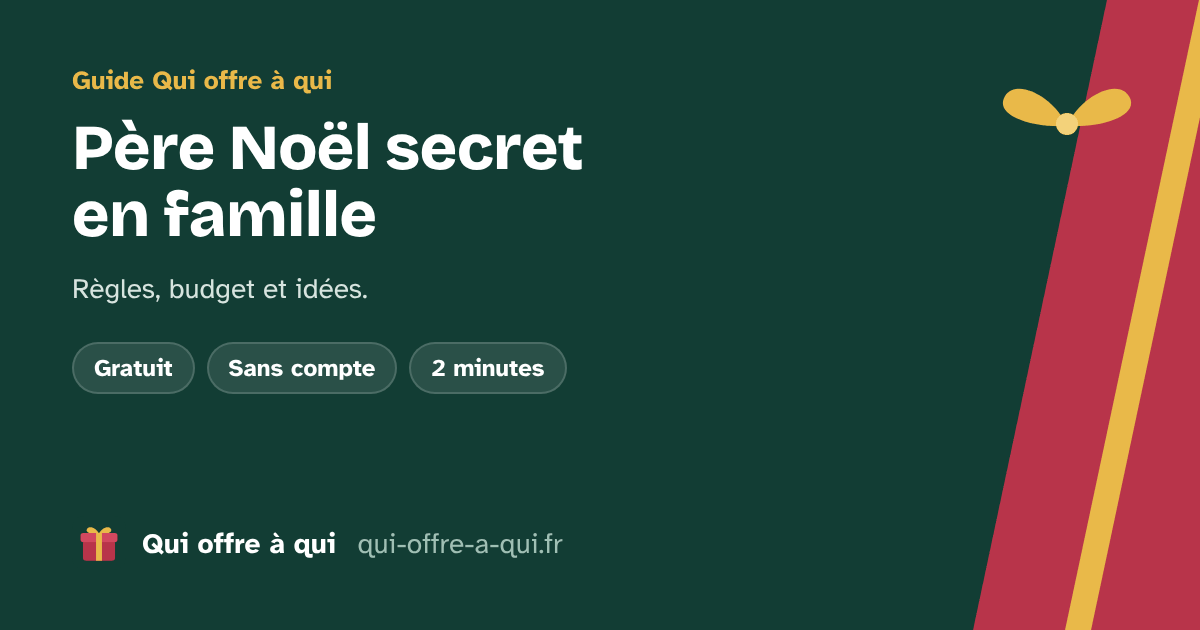 Guide Qui offre à qui
Père Noël secret
en famille
Règles, budget et idées.
Gratuit Sans compte 2 minutes
Qui offre à qui qui-offre-a-qui.fr